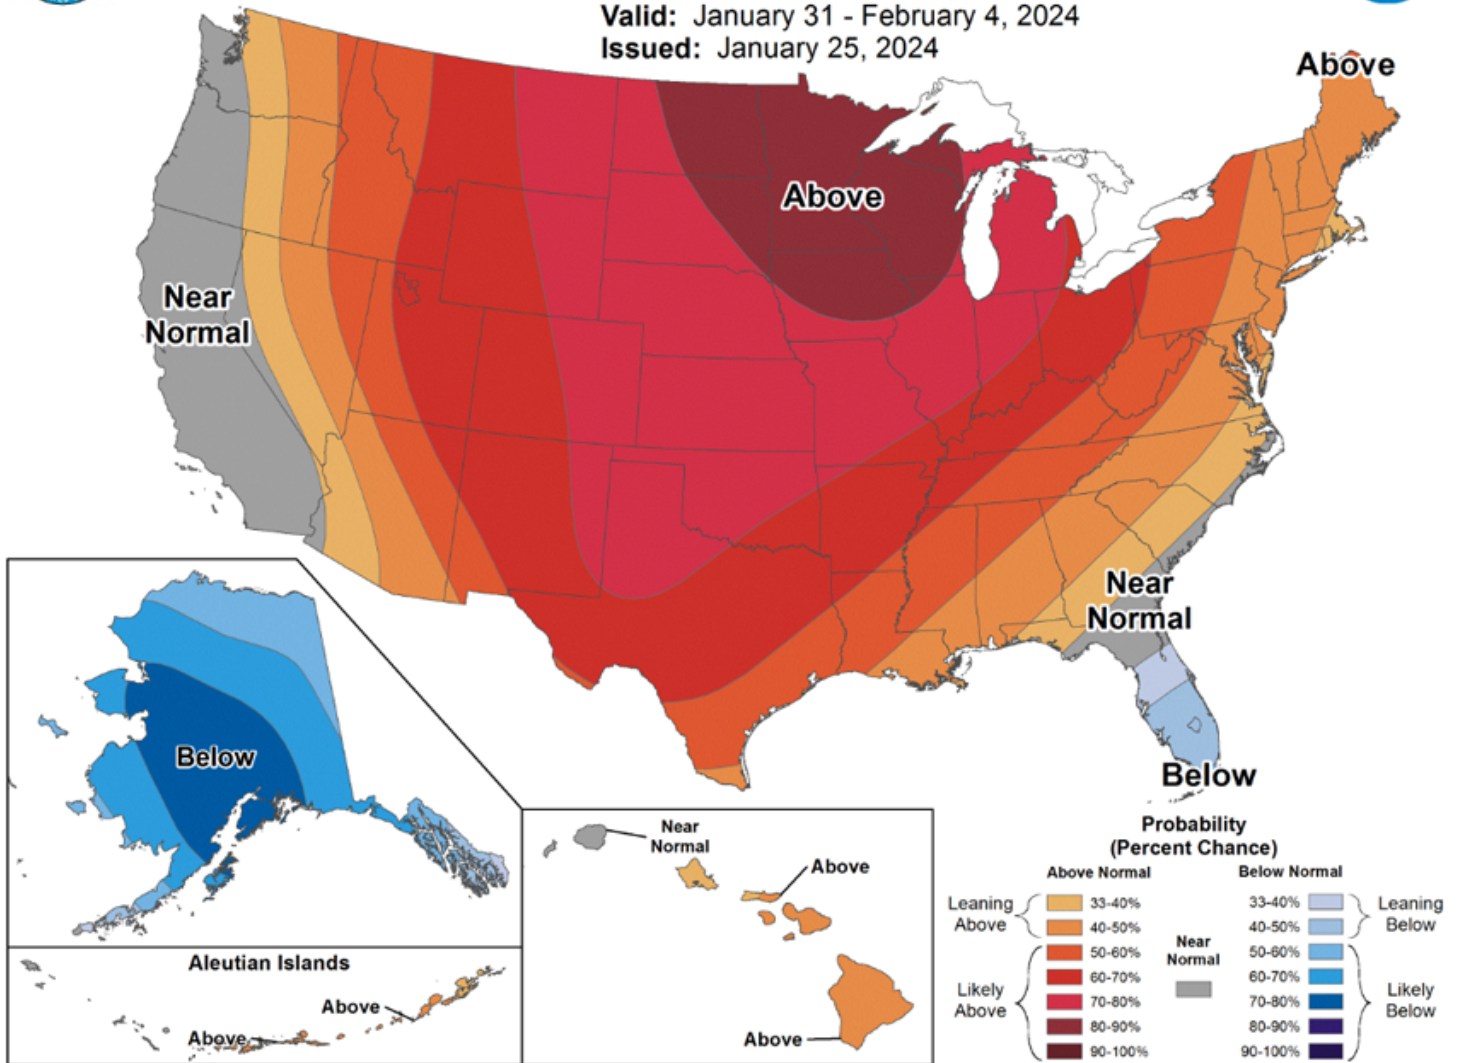 Valid: January 31 - February 4, 2024
Issued: January 25, 2024
Above
Above
Near
Normal
Near
Normal
Below
Below
Near
Normal
Above
Above
Aleutian Islands
Above
Above
Probability
(Percent Chance)
Above Normal
Below Normal
Leaning
Above
33-40%
40-50%
Likely
Above
50-60%
60-70%
70-80%
80-90%
90-100%
Near
Normal
33-40%
40-50%
Leaning
Below
50-60%
60-70%
70-80%
80-90%
90-100%
Likely
Below